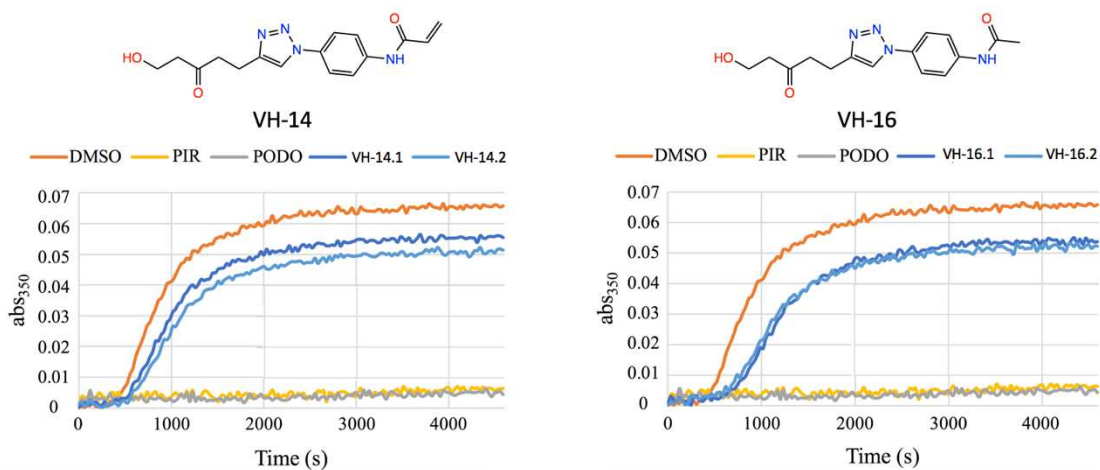 HO O N N N NH O
VH-14
DMSO PIR PODO VH-14.1 VH-14.2
0.07
0.06
0.05
0.04
0.03
0.02
0.01
0
abs350
0 1000 2000 3000 4000
Time (s)
HO O N N N NH O
VH-16
DMSO PIR PODO VH-16.1 VH-16.2
0.07
0.06
0.05
0.04
0.03
0.02
0.01
0
abs350
0 1000 2000 3000 4000
Time (s)